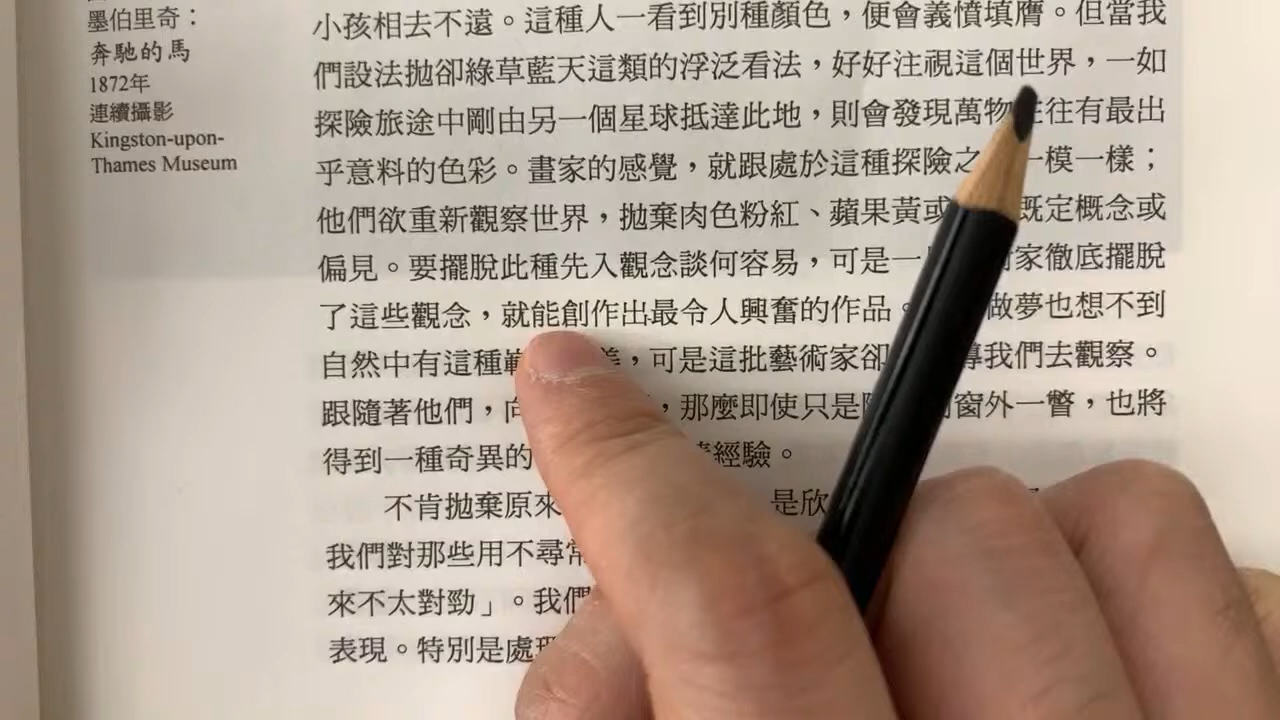 墨伯里奇：
奔馳的馬
1872年
連續攝影
Kingston-upon-
Thames Museum
小孩相去不遠。這種人一看到別種顏色，便會義憤填膺。但當我
們設法拋卻綠草藍天這類的浮泛看法，好好注視這個世界，一如
探險旅途中剛由另一個星球抵達此地，則會發現萬物往往有最出
乎意料的色彩。畫家的感覺，就跟處於這種探險之 一模一樣；
他們欲重新觀察世界，拋棄肉色粉紅、蘋果黃或 既定概念或
偏見。要擺脫此種先入觀念談何容易，可是一 家徹底擺脫
了這些觀念，就能創作出最令人興奮的作品。 做夢也想不到
自然中有這種 ，可是這批藝術家卻 導我們去觀察。
跟隨著他們，向 ，那麼即使只是 窗外一瞥，也將
得到一種奇異的 經驗。
不肯拋棄原來 是欣
我們對那些用不尋常
來不太對勁」。我們
表現。特別是處理